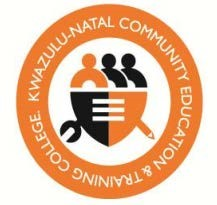 KWAZULU-NATAL COMMUNITY EDUCATION & TRAINING COLLEGE.